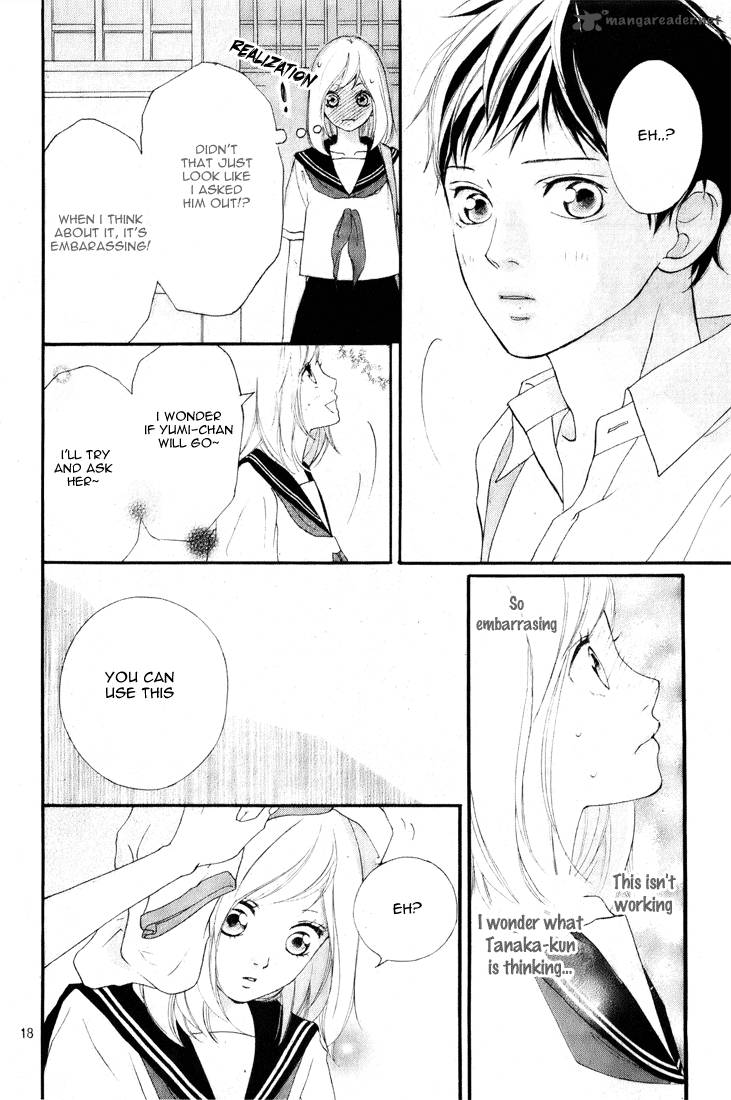 mangareader.net
EH..?
REALIZATION
!
DIDN'T
THAT JUST
LOOK LIKE
I ASKED
HIM OUT!?
WHEN I THINK
ABOUT IT, IT'S
EMBARASSING!
I WONDER
IF YUMI-CHAN
WILL GO~
I'LL TRY
AND ASK
HER~
So
embarrasing
This isn't
working
I wonder what
Tanaka-kun
is thinking...
YOU CAN
USE THIS
EH?
18